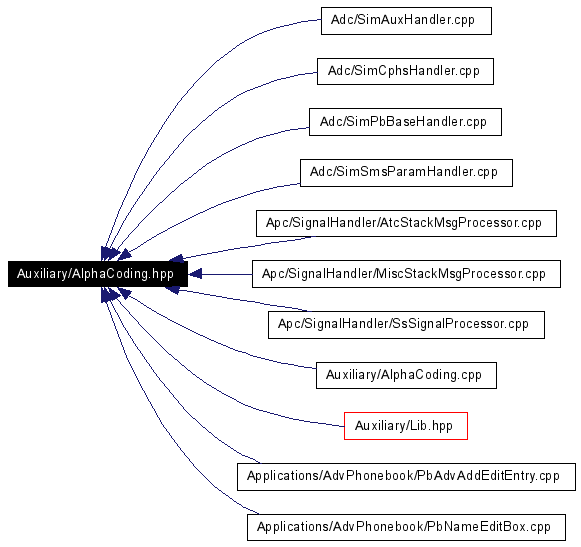 Adc/SimAuxHandler.cpp
Adc/SimCphsHandler.cpp
Adc/SimPbBaseHandler.cpp
Adc/SimSmsParamHandler.cpp
Apc/SignalHandler/AtcStackMsgProcessor.cpp
Auxiliary/AlphaCoding.hpp
Apc/SignalHandler/MiscStackMsgProcessor.cpp
Apc/SignalHandler/SsSignalProcessor.cpp
Auxiliary/AlphaCoding.cpp
Auxiliary/Lib.hpp
Applications/AdvPhonebook/PbAdvAddEditEntry.cpp
Applications/AdvPhonebook/PbNameEditBox.cpp